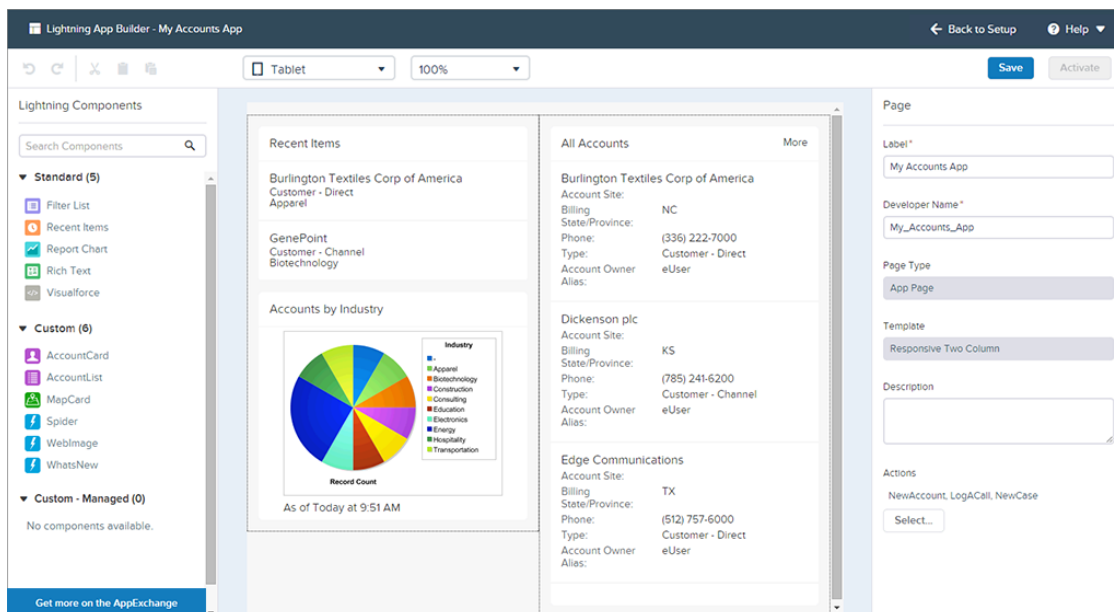 Lightning App Builder - My Accounts App
Back to Setup
Help
Tablet
100%
Save
Activate
Lightning Components
Search Components
Standard (5)
Filter List
Recent Items
Report Chart
Rich Text
Visualforce
Custom (6)
AccountCard
AccountList
MapCard
Spider
WebImage
WhatsNew
Custom - Managed (0)
No components available.
Get more on the AppExchange
Recent Items
Burlington Textiles Corp of America
Customer - Direct
Apparel
GenePoint
Customer - Channel
Biotechnology
Accounts by Industry
Industry
-
Apparel
Biotechnology
Construction
Consulting
Education
Electronics
Energy
Hospitality
Transportation
Record Count
As of Today at 9:51 AM
All Accounts More
Burlington Textiles Corp of America
Account Site:
Billing NC
State/Province:
Phone: (336) 222-7000
Type: Customer - Direct
Account Owner eUser
Alias:
Dickenson plc
Account Site:
Billing KS
State/Province:
Phone: (785) 241-6200
Type: Customer - Channel
Account Owner eUser
Alias:
Edge Communications
Account Site:
Billing TX
State/Province:
Phone: (512) 757-6000
Type: Customer - Direct
Account Owner eUser
Alias:
Page
Label*
My Accounts App
Developer Name*
My_Accounts_App
Page Type
App Page
Template
Responsive Two Column
Description
Actions
NewAccount, LogACall, NewCase
Select...